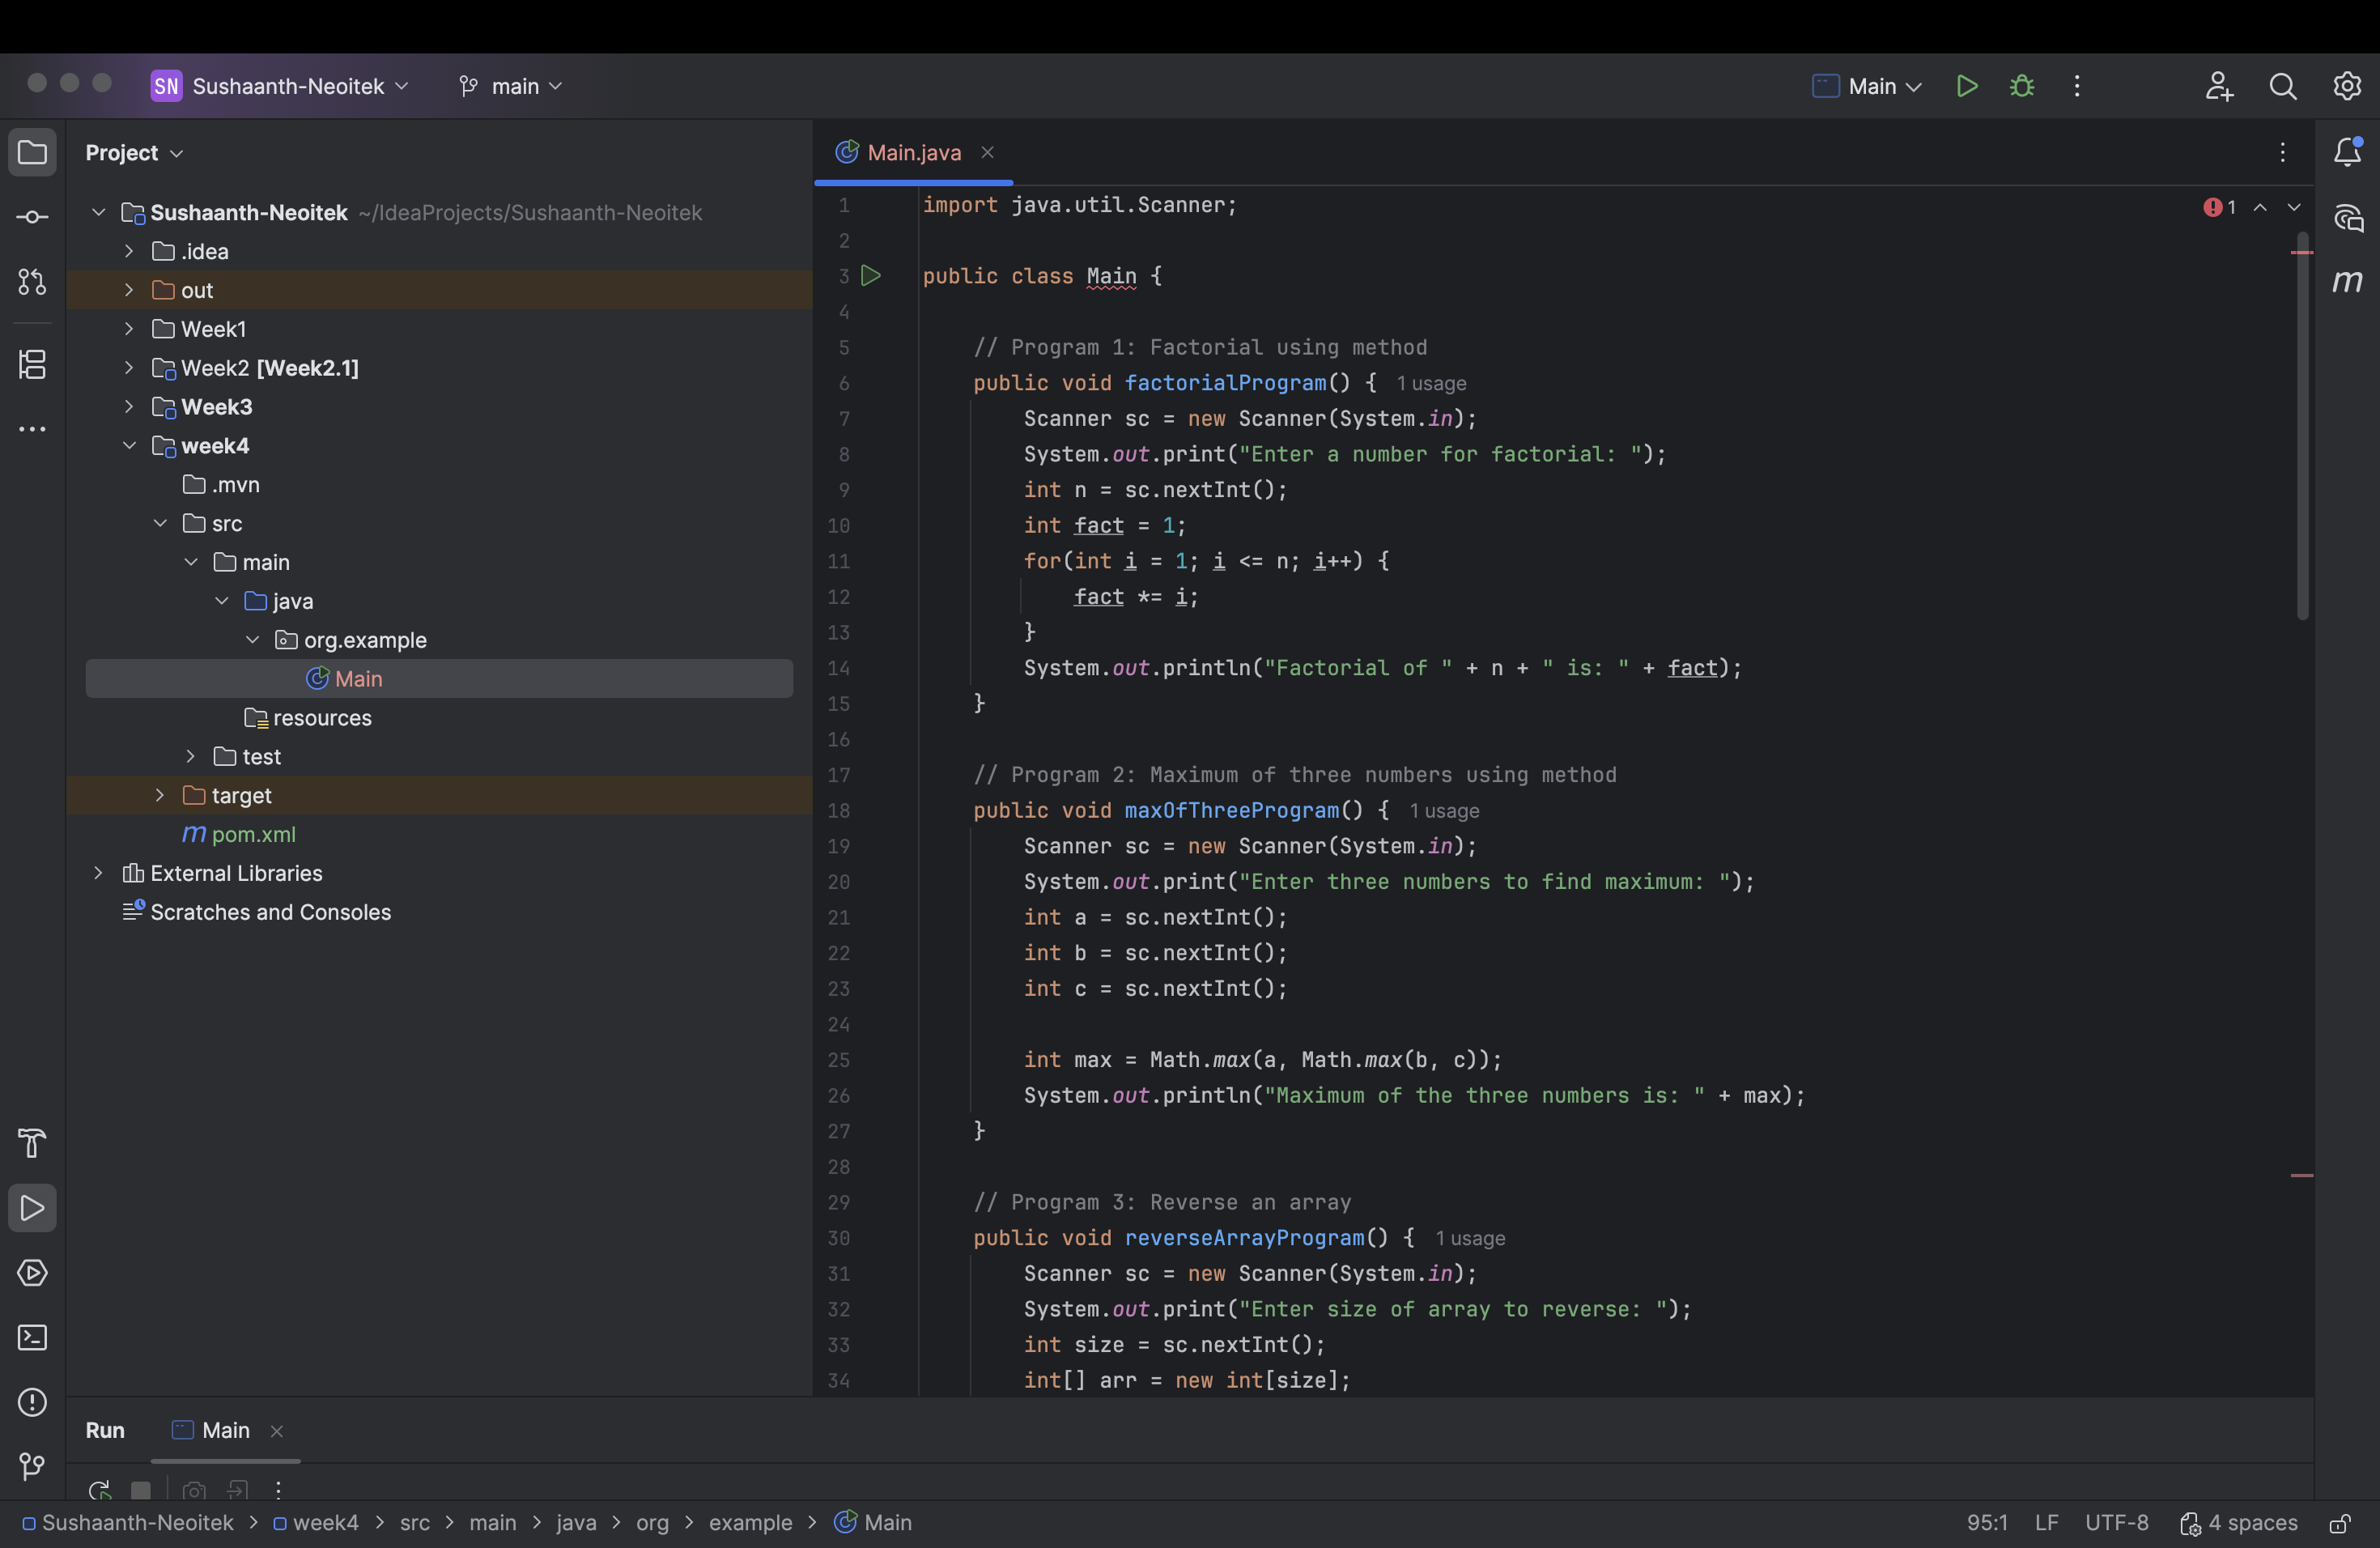 SN Sushaanth-Neoitek main Main
Project
Main.java
Sushaanth-Neoitek ~/IdeaProjects/Sushaanth-Neoitek
.idea
out
Week1
Week2 [Week2.1]
Week3
week4
.mvn
src
main
java
org.example
Main
resources
test
target
m pom.xml
External Libraries
Scratches and Consoles
1 import java.util.Scanner;
2
3 public class Main {
4
5 // Program 1: Factorial using method
6 public void factorialProgram() { 1 usage
7 Scanner sc = new Scanner(System.in);
8 System.out.print("Enter a number for factorial: ");
9 int n = sc.nextInt();
10 int fact = 1;
11 for(int i = 1; i <= n; i++) {
12 fact *= i;
13 }
14 System.out.println("Factorial of " + n + " is: " + fact);
15 }
16
17 // Program 2: Maximum of three numbers using method
18 public void maxOfThreeProgram() { 1 usage
19 Scanner sc = new Scanner(System.in);
20 System.out.print("Enter three numbers to find maximum: ");
21 int a = sc.nextInt();
22 int b = sc.nextInt();
23 int c = sc.nextInt();
24
25 int max = Math.max(a, Math.max(b, c));
26 System.out.println("Maximum of the three numbers is: " + max);
27 }
28
29 // Program 3: Reverse an array
30 public void reverseArrayProgram() { 1 usage
31 Scanner sc = new Scanner(System.in);
32 System.out.print("Enter size of array to reverse: ");
33 int size = sc.nextInt();
34 int[] arr = new int[size];
1
m
Run Main
Sushaanth-Neoitek > week4 > src > main > java > org > example > Main 95:1 LF UTF-8 4 spaces